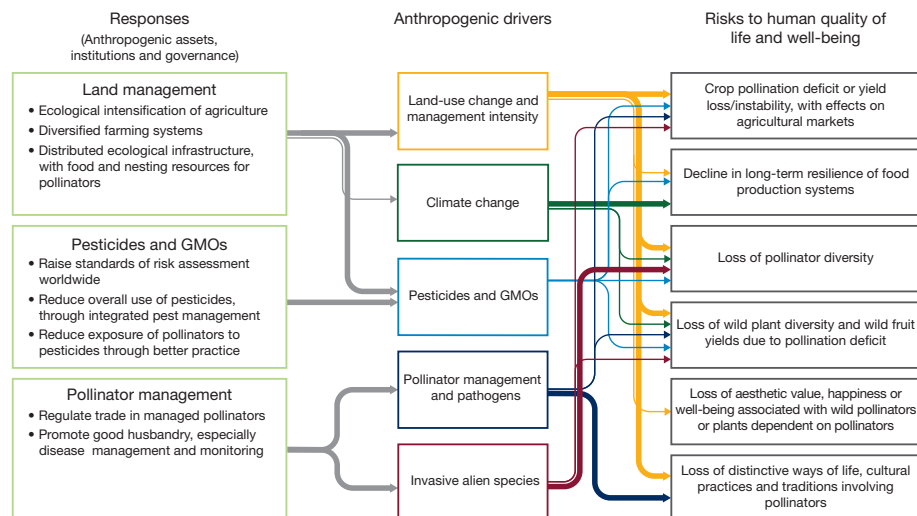 Responses
(Anthropogenic assets,
institutions and governance)
Land management
• Ecological intensification of agriculture
• Diversified farming systems
• Distributed ecological infrastructure,
with food and nesting resources for
pollinators
Pesticides and GMOs
• Raise standards of risk assessment
worldwide
• Reduce overall use of pesticides,
through integrated pest management
• Reduce exposure of pollinators to
pesticides through better practice
Pollinator management
• Regulate trade in managed pollinators
• Promote good husbandry, especially
disease management and monitoring
Anthropogenic drivers
Land-use change and
management intensity
Climate change
Pesticides and GMOs
Pollinator management
and pathogens
Invasive alien species
Risks to human quality of
life and well-being
Crop pollination deficit or yield
loss/instability, with effects on
agricultural markets
Decline in long-term resilience of food
production systems
Loss of pollinator diversity
Loss of wild plant diversity and wild fruit
yields due to pollination deficit
Loss of aesthetic value, happiness or
well-being associated with wild pollinators
or plants dependent on pollinators
Loss of distinctive ways of life, cultural
practices and traditions involving
pollinators